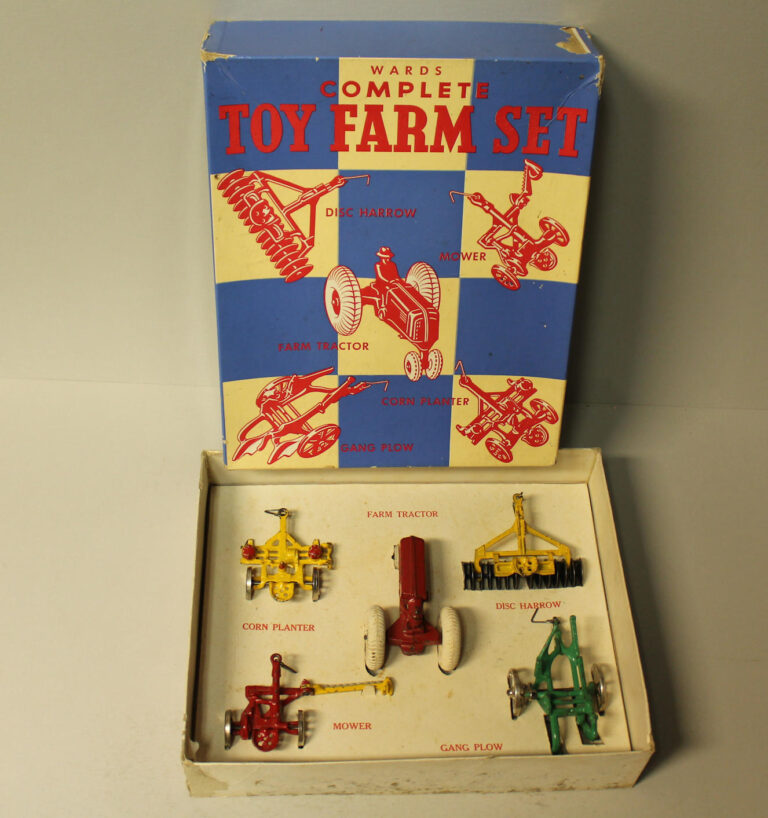 WARDS
COMPLETE
TOY FARM SET
DISC HARROW
MOWER
FARM TRACTOR
CORN PLANTER
GANG PLOW
FARM TRACTOR
DISC HARROW
CORN PLANTER
MOWER
GANG PLOW